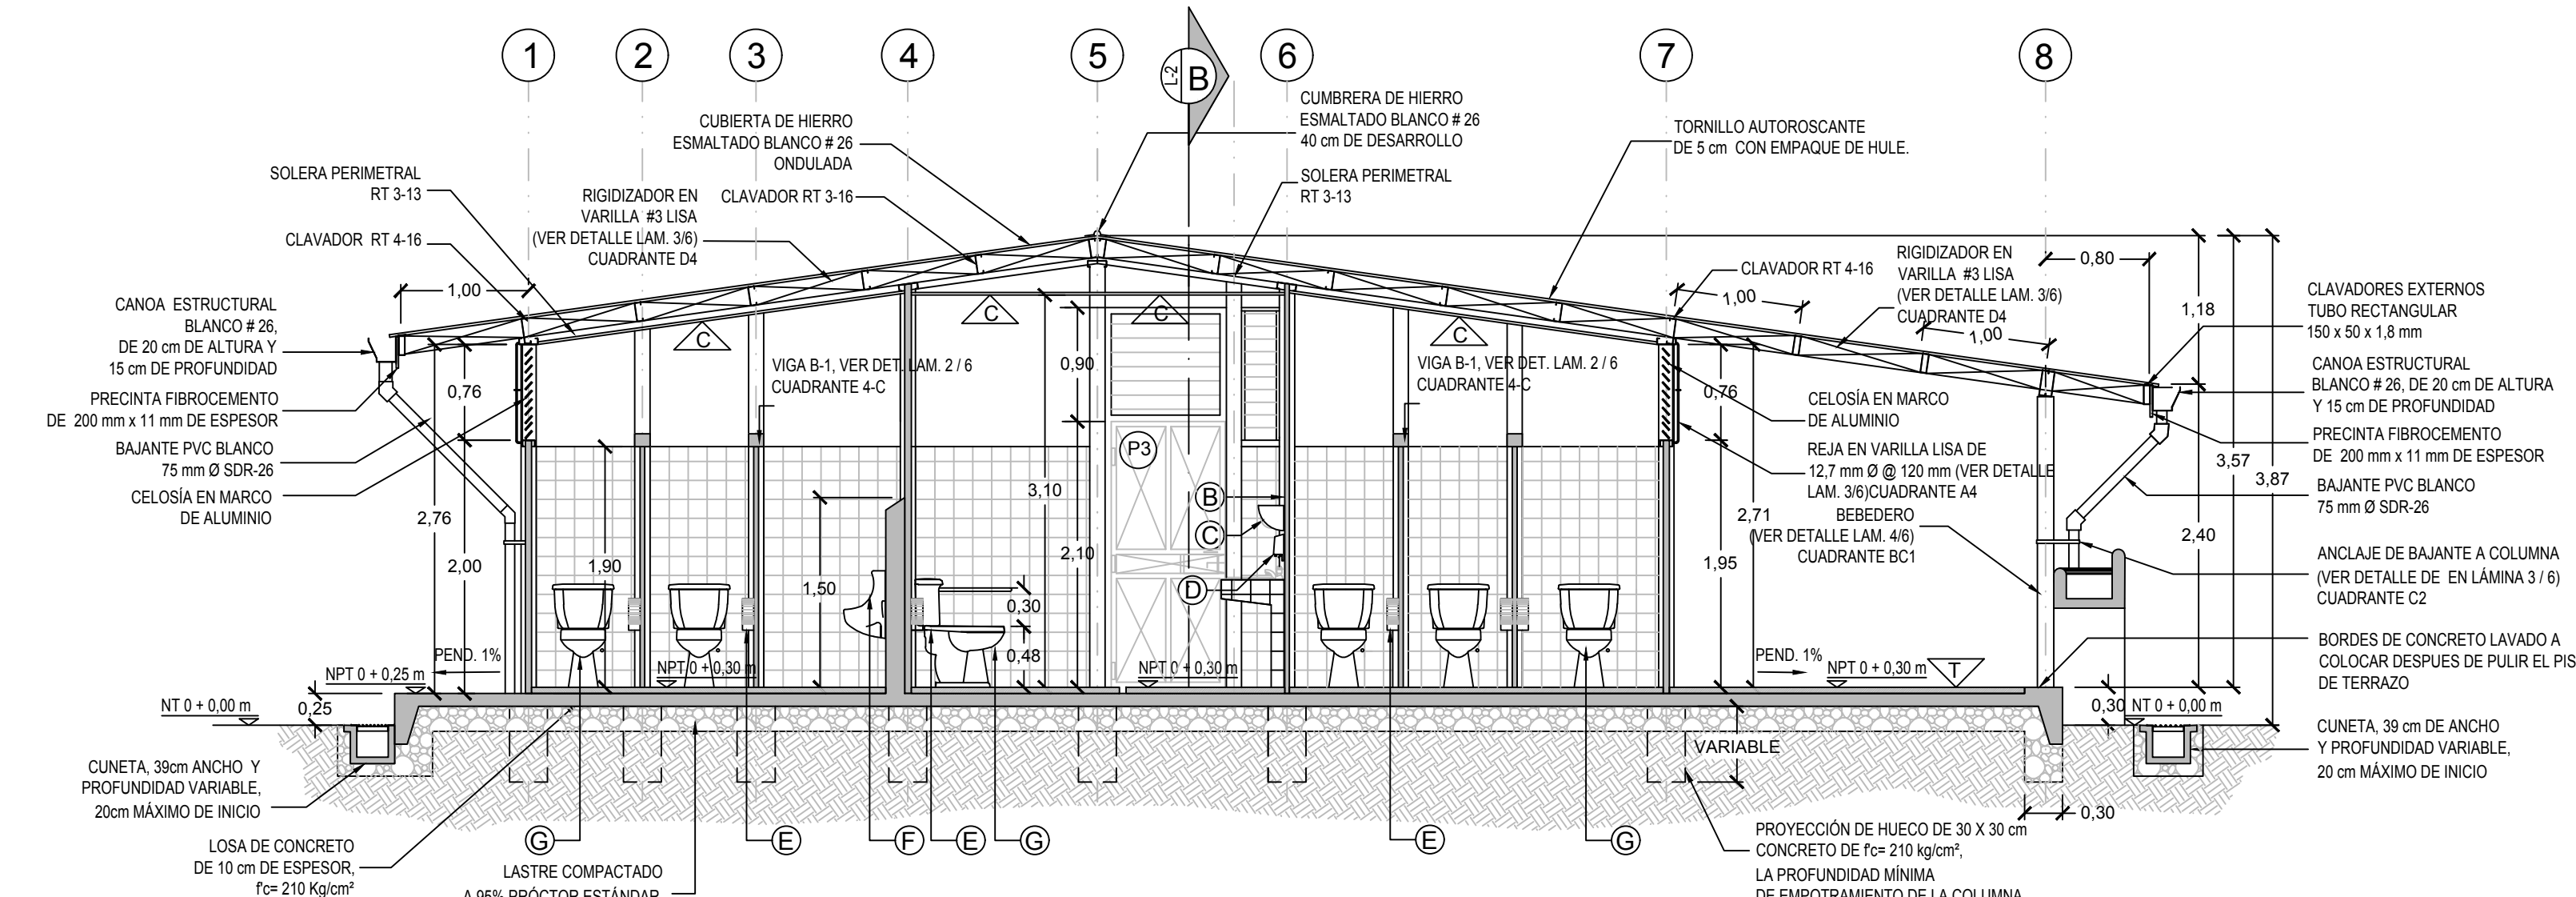 1
2
3
4
5
6
7
8
L-2
B
CUBIERTA DE HIERRO
ESMALTADO BLANCO # 26
ONDULADA
CUMBRERA DE HIERRO
ESMALTADO BLANCO # 26
40 cm DE DESARROLLO
TORNILLO AUTOROSCANTE
DE 5 cm CON EMPAQUE DE HULE.
SOLERA PERIMETRAL
RT 3-13
RIGIDIZADOR EN
VARILLA #3 LISA
(VER DETALLE LAM. 3/6)
CUADRANTE D4
CLAVADOR RT 3-16
SOLERA PERIMETRAL
RT 3-13
CLAVADOR RT 4-16
CLAVADOR RT 4-16
RIGIDIZADOR EN
VARILLA #3 LISA
(VER DETALLE LAM. 3/6)
CUADRANTE D4
0,80
1,00
1,00
1,00
1,18
3,57
3,87
2,40
CANOA ESTRUCTURAL
BLANCO # 26,
DE 20 cm DE ALTURA Y
15 cm DE PROFUNDIDAD
PRECINTA FIBROCEMENTO
DE 200 mm x 11 mm DE ESPESOR
BAJANTE PVC BLANCO
75 mm Ø SDR-26
CELOSÍA EN MARCO
DE ALUMINIO
CLAVADORES EXTERNOS
TUBO RECTANGULAR
150 x 50 x 1,8 mm
CANOA ESTRUCTURAL
BLANCO # 26, DE 20 cm DE ALTURA
Y 15 cm DE PROFUNDIDAD
PRECINTA FIBROCEMENTO
DE 200 mm x 11 mm DE ESPESOR
BAJANTE PVC BLANCO
75 mm Ø SDR-26
ANCLAJE DE BAJANTE A COLUMNA
(VER DETALLE DE EN LÁMINA 3 / 6)
CUADRANTE C2
BORDES DE CONCRETO LAVADO A
COLOCAR DESPUES DE PULIR EL PIS
DE TERRAZO
C
C
C
C
VIGA B-1, VER DET. LAM. 2 / 6
CUADRANTE 4-C
VIGA B-1, VER DET. LAM. 2 / 6
CUADRANTE 4-C
0,76
2,76
2,00
1,90
1,50
0,90
3,10
2,10
0,30
0,48
P3
B
C
D
0,76
2,71
1,95
CELOSÍA EN MARCO
DE ALUMINIO
REJA EN VARILLA LISA DE
12,7 mm Ø @ 120 mm (VER DETALLE
LAM. 3/6)CUADRANTE A4
BEBEDERO
(VER DETALLE LAM. 4/6)
CUADRANTE BC1
PEND. 1%
NPT 0 + 0,25 m
NPT 0 + 0,30 m
NPT 0 + 0,30 m
PEND. 1%
NPT 0 + 0,30 m
T
NT 0 + 0,00 m
0,25
0,30
NT 0 + 0,00 m
VARIABLE
0,30
CUNETA, 39cm ANCHO Y
PROFUNDIDAD VARIABLE,
20cm MÁXIMO DE INICIO
CUNETA, 39 cm DE ANCHO
Y PROFUNDIDAD VARIABLE,
20 cm MÁXIMO DE INICIO
G
E
F
E
G
E
G
LOSA DE CONCRETO
DE 10 cm DE ESPESOR,
f'c= 210 Kg/cm²
LASTRE COMPACTADO
A 95% PRÓCTOR ESTÁNDAR
PROYECCIÓN DE HUECO DE 30 X 30 cm
CONCRETO DE f'c= 210 kg/cm²,
LA PROFUNDIDAD MÍNIMA
DE EMPOTRAMIENTO DE LA COLUMNA